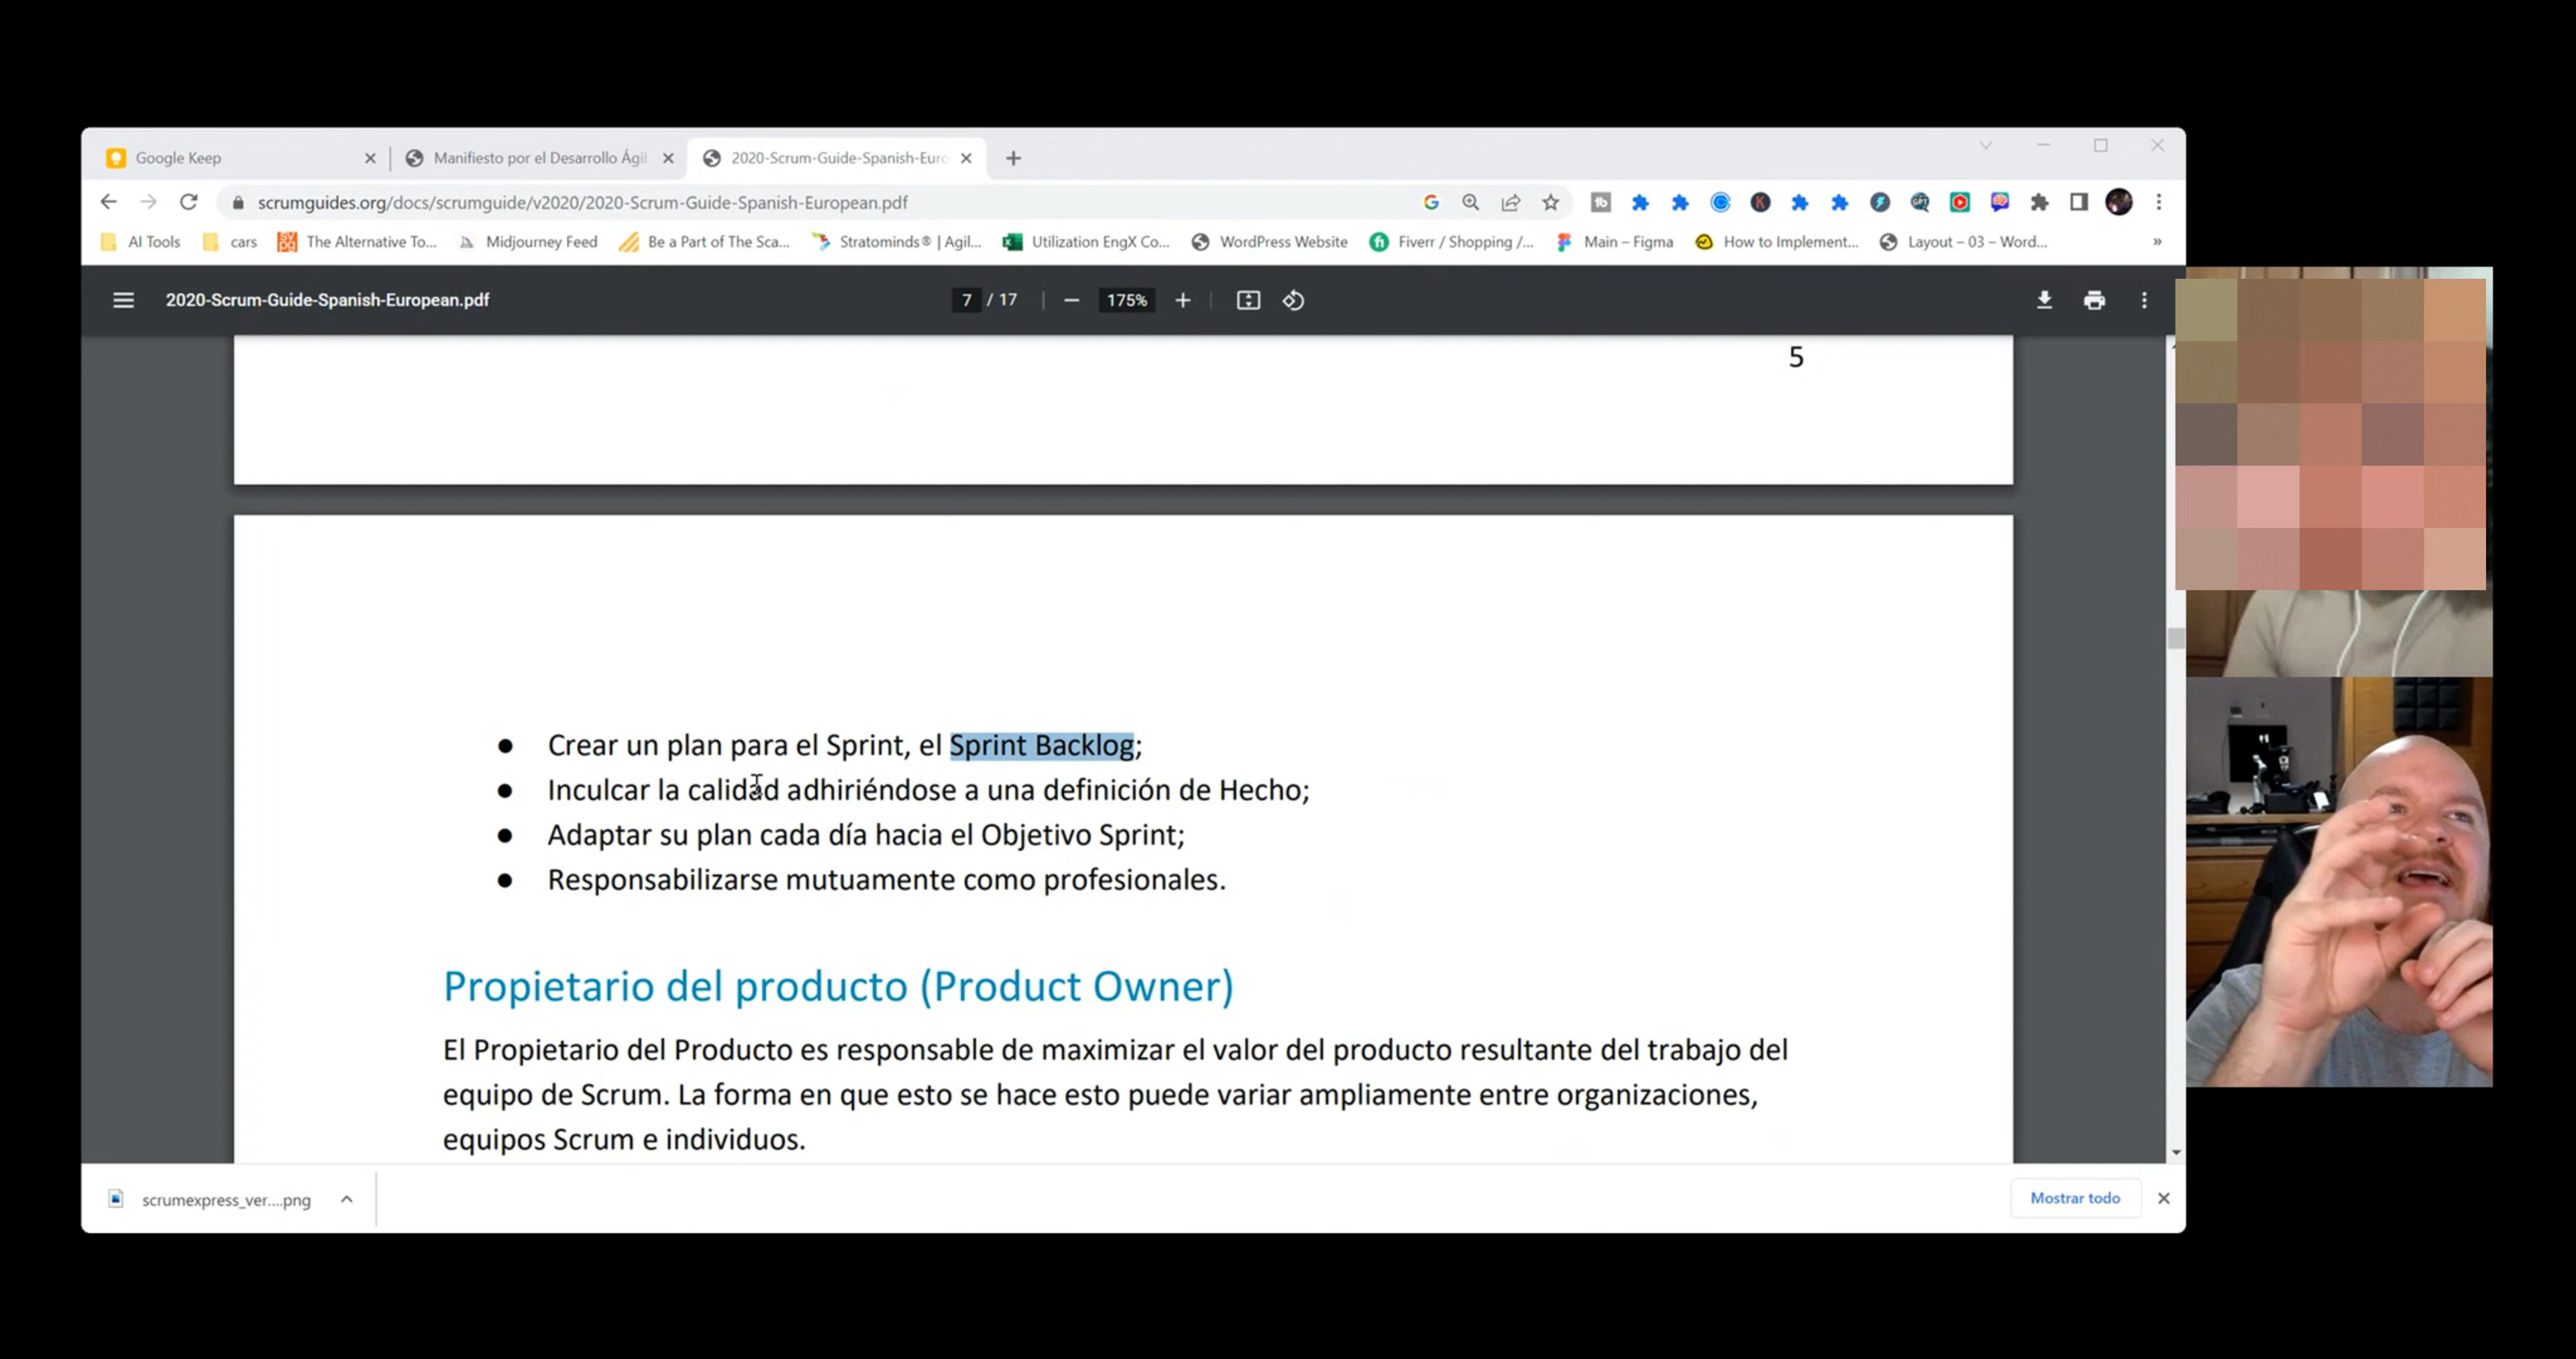 Google Keep
Manifiesto por el Desarrollo Ágil
2020-Scrum-Guide-Spanish-Euro
scrumguides.org/docs/scrumguide/v2020/2020-Scrum-Guide-Spanish-European.pdf
AI Tools
cars
The Alternative To...
Midjourney Feed
Be a Part of The Sca...
Stratominds® | Agil...
Utilization EngX Co...
WordPress Website
Fiverr / Shopping /...
Main – Figma
How to Implement...
Layout – 03 – Word...
»
2020-Scrum-Guide-Spanish-European.pdf
7 / 17
175%
5
● Crear un plan para el Sprint, el Sprint Backlog;
● Inculcar la calidad adhiriéndose a una definición de Hecho;
● Adaptar su plan cada día hacia el Objetivo Sprint;
● Responsabilizarse mutuamente como profesionales.
Propietario del producto (Product Owner)
El Propietario del Producto es responsable de maximizar el valor del producto resultante del trabajo del
equipo de Scrum. La forma en que esto se hace esto puede variar ampliamente entre organizaciones,
equipos Scrum e individuos.
scrumexpress_ver....png
Mostrar todo